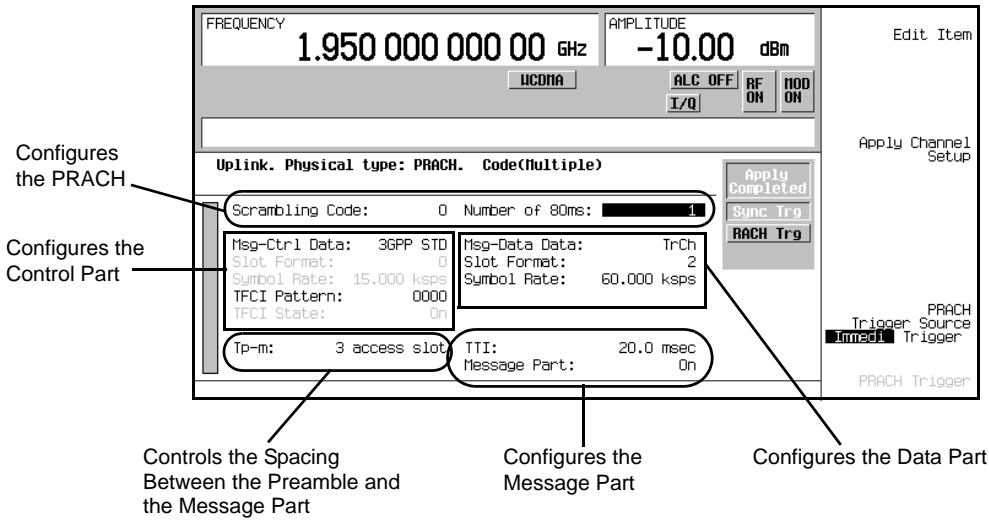 FREQUENCY
1.950 000 000 00 GHz
AMPLITUDE
-10.00 dBm
WCDMA
ALC OFF
I/Q
RF ON
MOD ON
Edit Item
Apply Channel
Setup
PRACH
Trigger Source
Immedi Trigger
PRACH Trigger
Uplink. Physical type: PRACH. Code(Multiple)
Apply
Completed
Sync Trg
RACH Trg
Scrambling Code: 0 Number of 80ms: 1
Msg-Ctrl Data: 3GPP STD
Slot Format: 0
Symbol Rate: 15.000 ksps
TFCI Pattern: 0000
TFCI State: On
Msg-Data Data: TrCh
Slot Format: 2
Symbol Rate: 60.000 ksps
Tp-m: 3 access slot
TTI: 20.0 msec
Message Part: On
Configures
the PRACH
Configures the
Control Part
Controls the Spacing
Between the Preamble and
the Message Part
Configures the
Message Part
Configures the Data Part